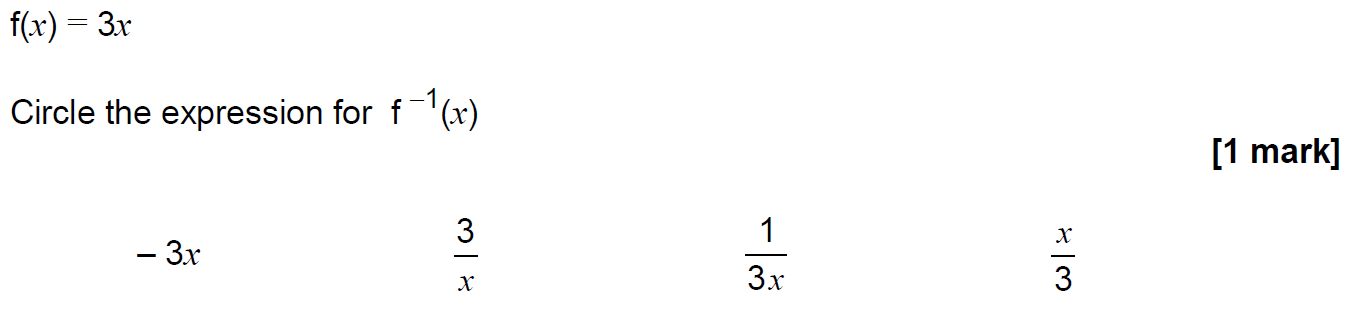 f(x) = 3x
Circle the expression for f⁻¹(x)
[1 mark]
– 3x    3/x    1/3x    x/3